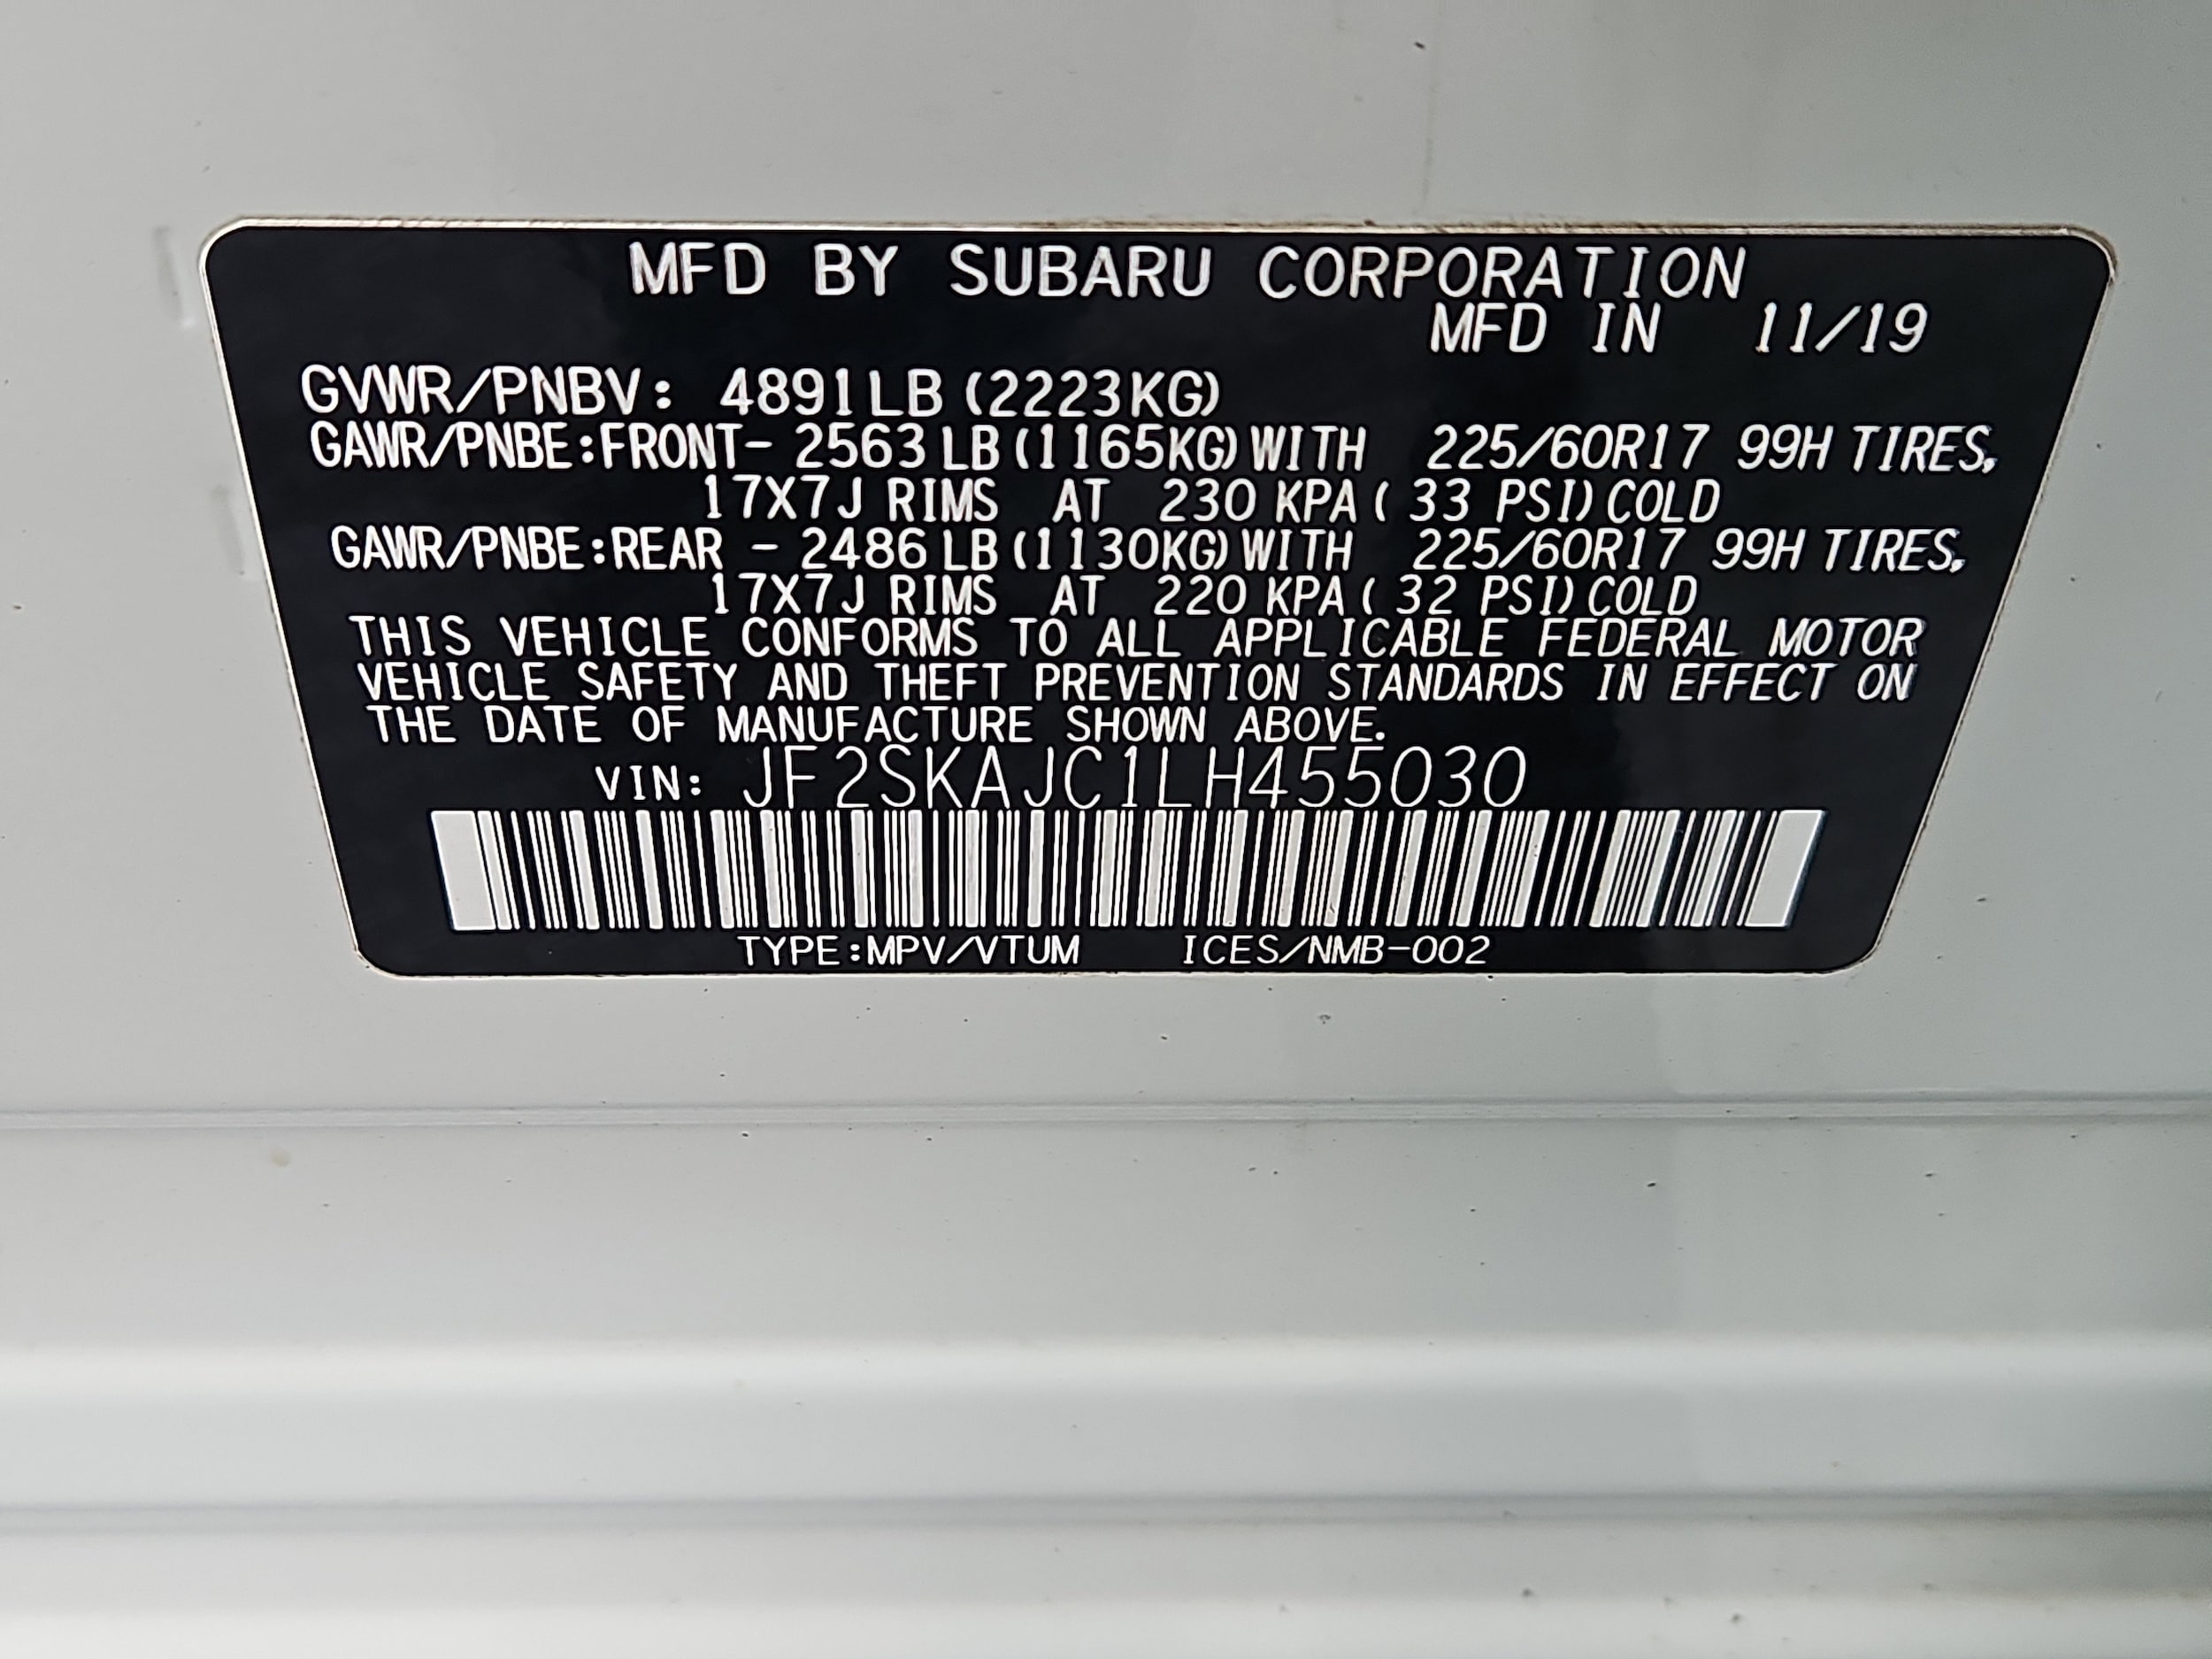 MFD BY SUBARU CORPORATION
MFD IN 11/19
GVWR/PNBV: 4891LB (2223KG)
GAWR/PNBE:FRONT- 2563LB (1165KG) WITH 225/60R17 99H TIRES,
17X7J RIMS AT 230 KPA ( 33 PSI) COLD
GAWR/PNBE:REAR - 2486LB (1130KG) WITH 225/60R17 99H TIRES,
17X7J RIMS AT 220 KPA ( 32 PSI) COLD
THIS VEHICLE CONFORMS TO ALL APPLICABLE FEDERAL MOTOR
VEHICLE SAFETY AND THEFT PREVENTION STANDARDS IN EFFECT ON
THE DATE OF MANUFACTURE SHOWN ABOVE.
VIN: JF2SKAJC1LH455030
TYPE:MPV/VTUM ICES/NMB-002